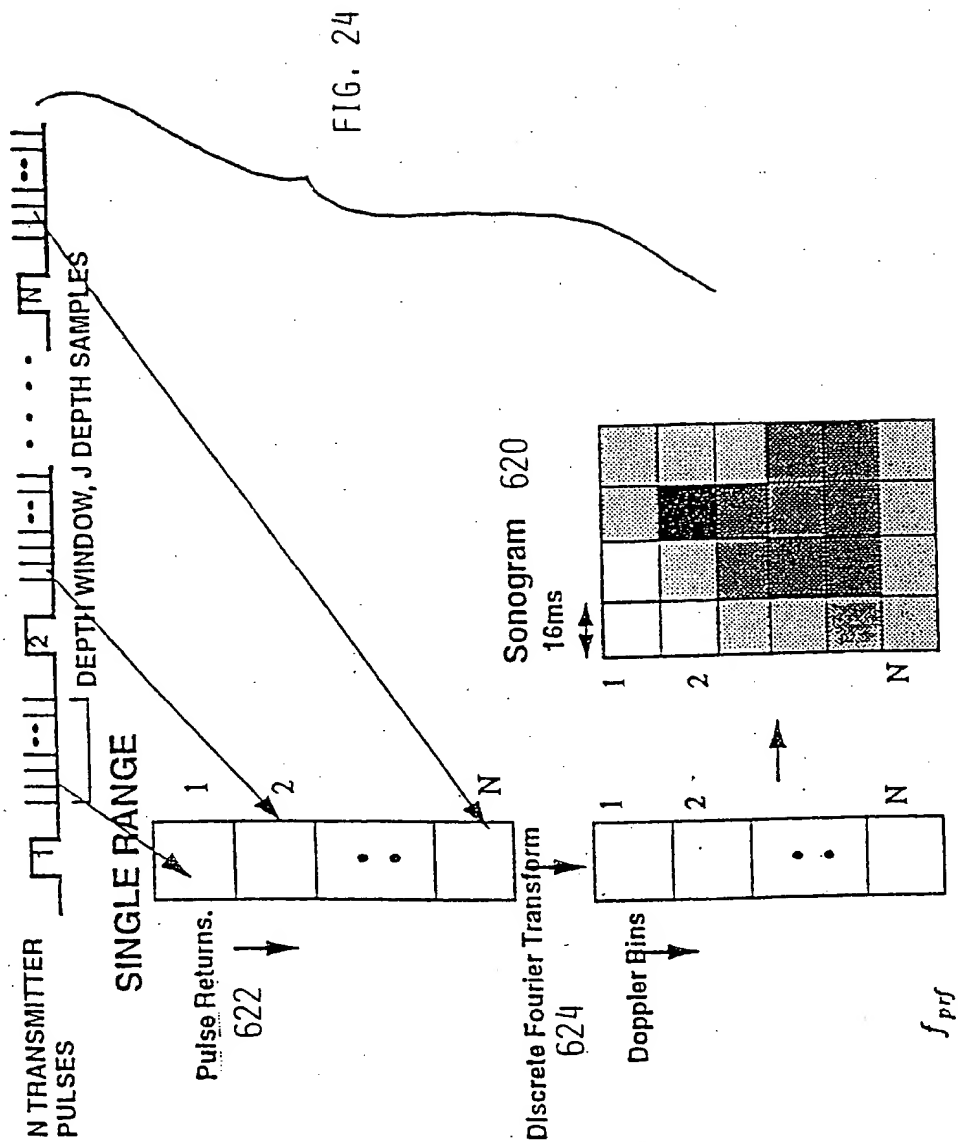 N TRANSMITTER
PULSES
1
2
N
DEPTH WINDOW, J DEPTH SAMPLES
SINGLE RANGE
Pulse Returns.
622
1
2
N
Discrete Fourier Transform
624
Doppler Bins
1
2
N
f prf
Sonogram 620
16ms
1
2
N
FIG. 24